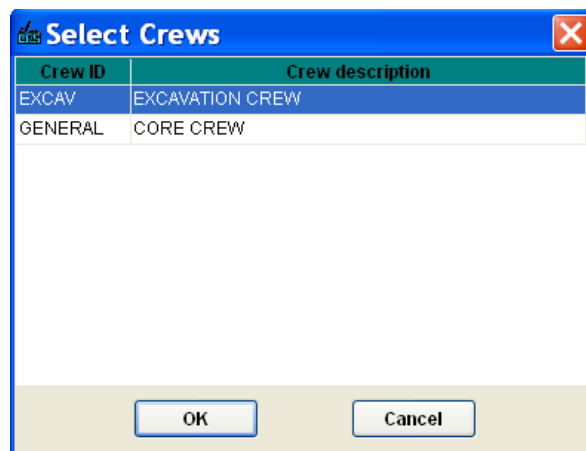 Select Crews
Crew ID Crew description
EXCAV EXCAVATION CREW
GENERAL CORE CREW
OK Cancel